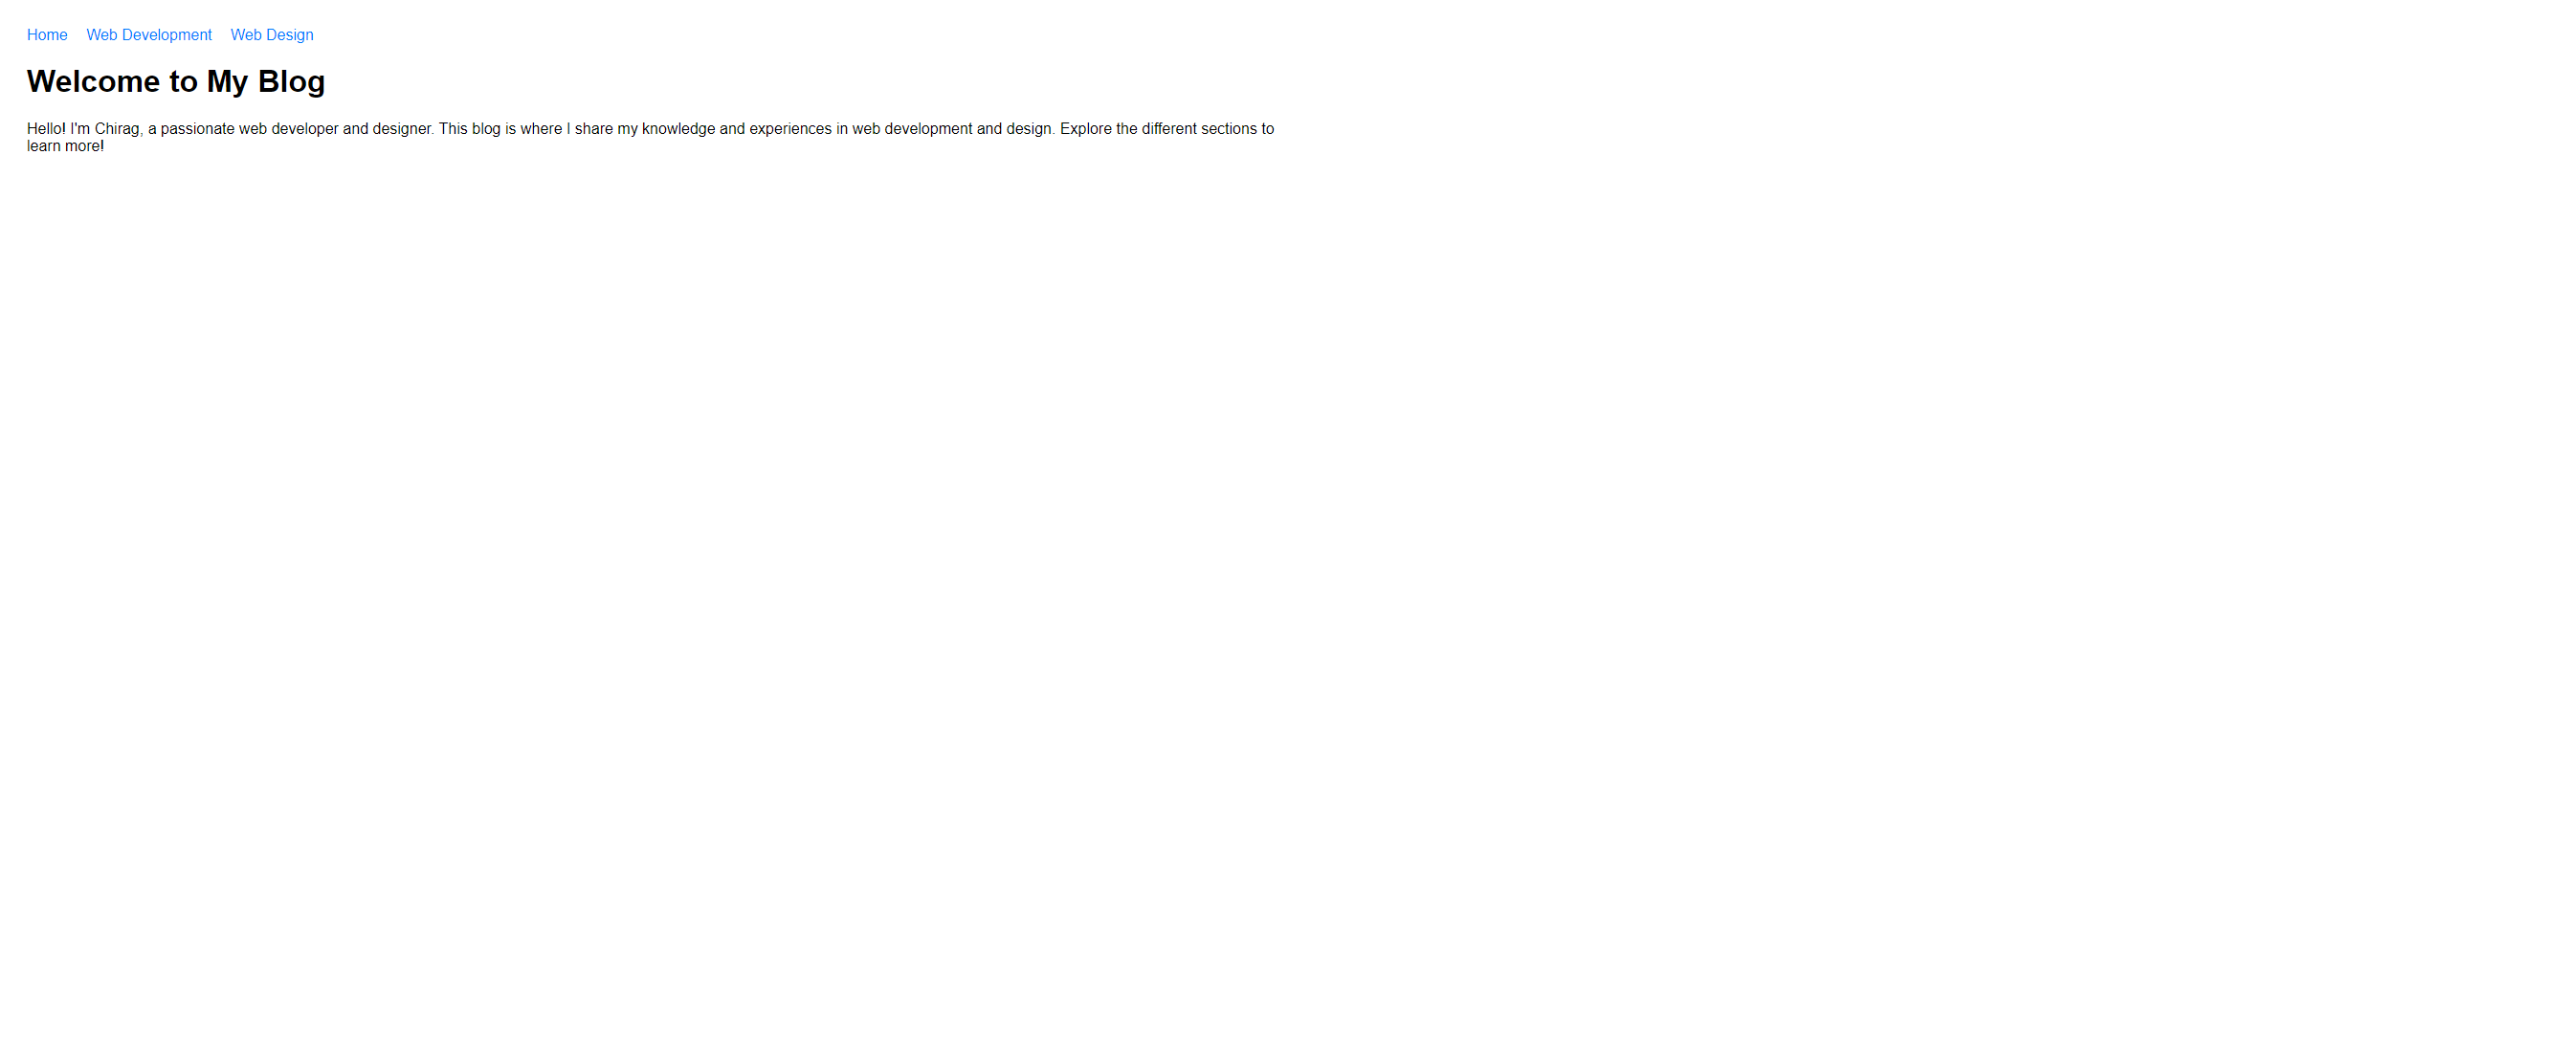 Home Web Development Web Design
Welcome to My Blog
Hello! I'm Chirag, a passionate web developer and designer. This blog is where I share my knowledge and experiences in web development and design. Explore the different sections to
learn more!